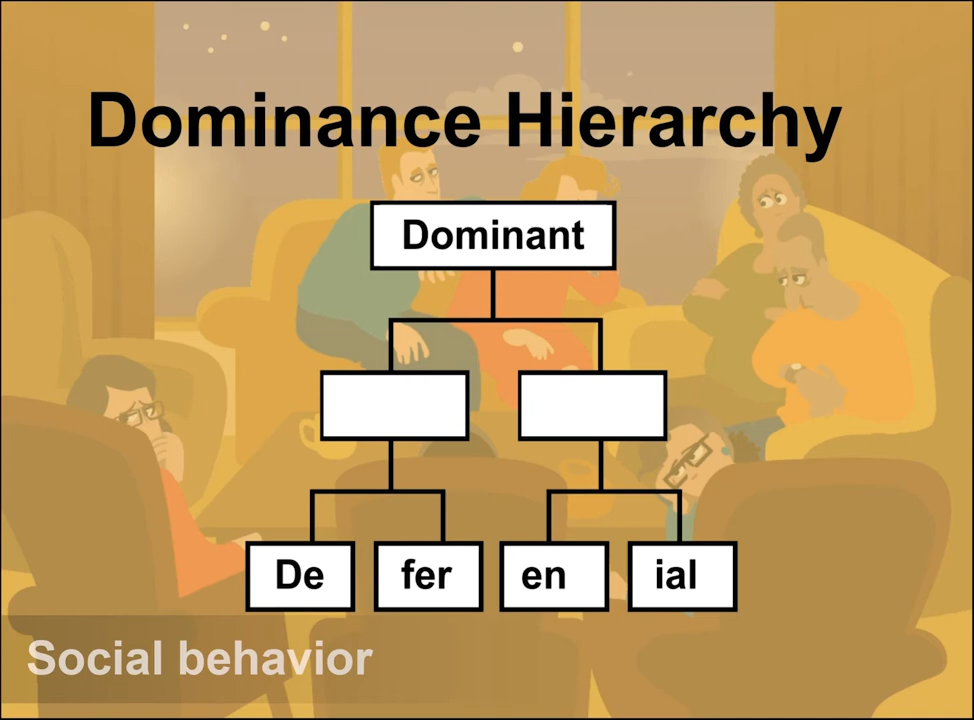 Dominance Hierarchy
Dominant
De fer en ial
Social behavior